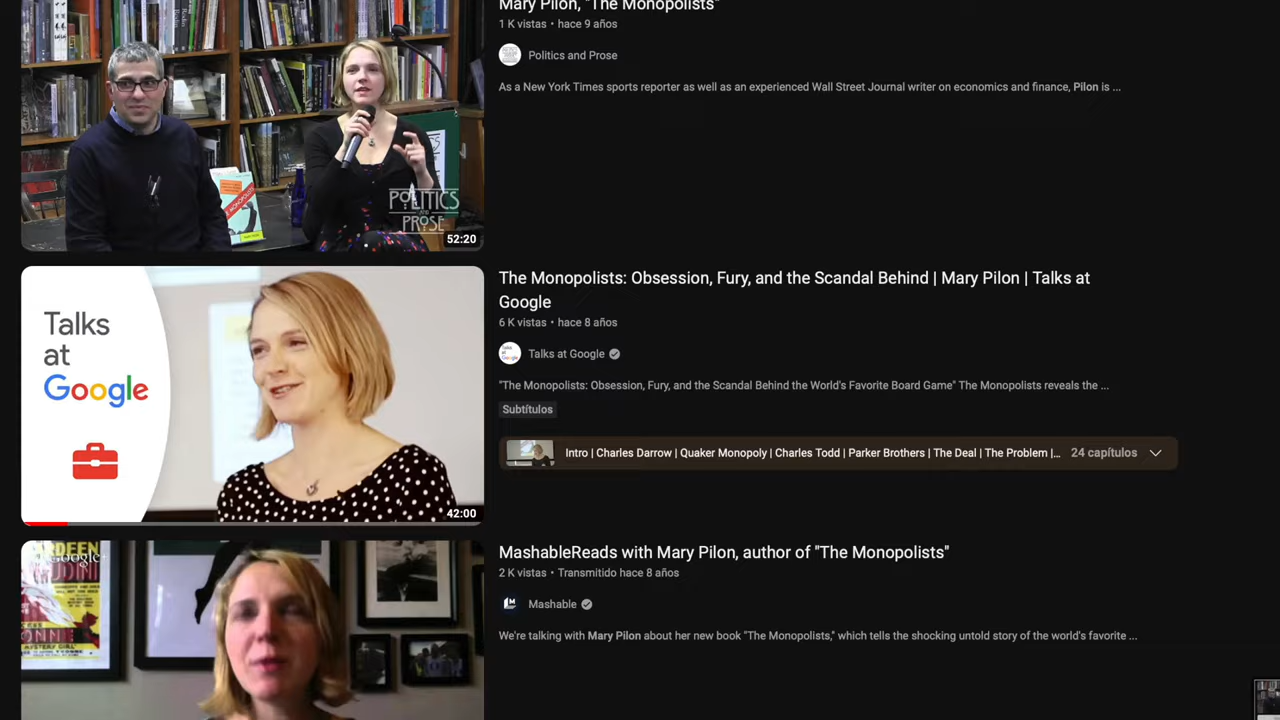 Mary Pilon, "The Monopolists"
1 K vistas • hace 9 años
Politics and Prose
As a New York Times sports reporter as well as an experienced Wall Street Journal writer on economics and finance, Pilon is ...
POLITICS
AND
PROSE
52:20
Talks
at
Google
42:00
The Monopolists: Obsession, Fury, and the Scandal Behind | Mary Pilon | Talks at
Google
6 K vistas • hace 8 años
Talks at Google
"The Monopolists: Obsession, Fury, and the Scandal Behind the World's Favorite Board Game" The Monopolists reveals the ...
Subtítulos
Intro | Charles Darrow | Quaker Monopoly | Charles Todd | Parker Brothers | The Deal | The Problem |...
24 capítulos
MashableReads with Mary Pilon, author of "The Monopolists"
2 K vistas • Transmitido hace 8 años
Mashable
We're talking with Mary Pilon about her new book "The Monopolists," which tells the shocking untold story of the world's favorite ...
Google+